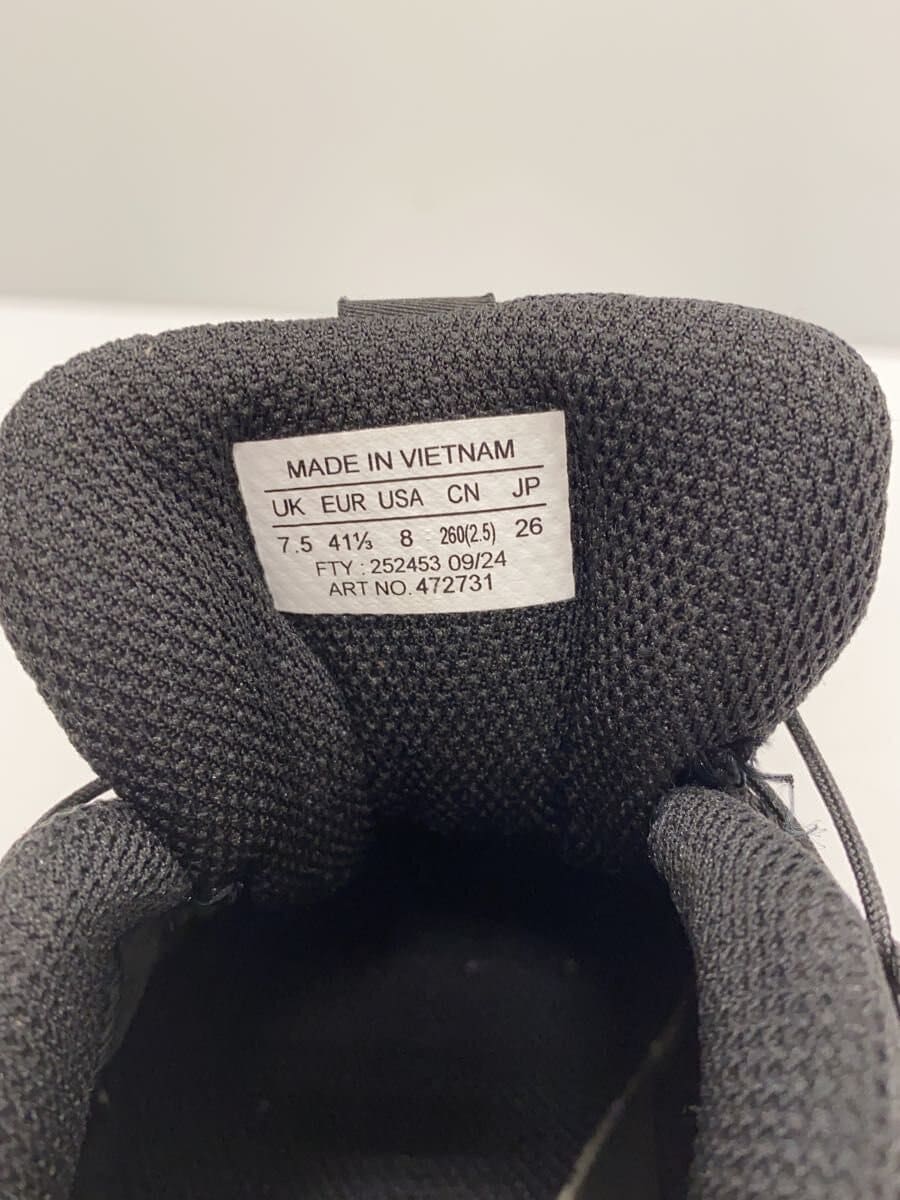 MADE IN VIETNAM
UK EUR USA CN JP
7.5 41⅓ 8 260(2.5) 26
FTY : 252453 09/24
ART NO. 472731